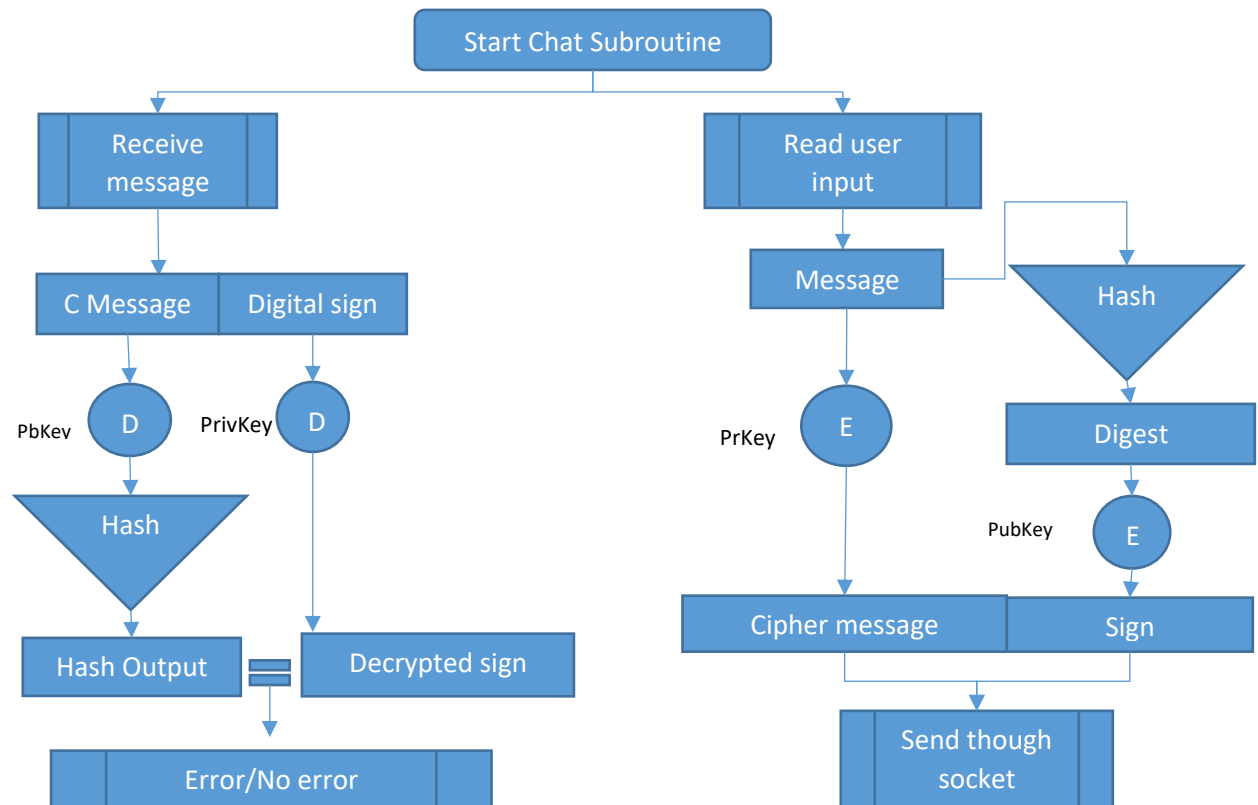 Start Chat Subroutine
Receive
message
Read user
input
C Message
Digital sign
Message
Hash
D
PbKey
D
PrivKey
E
PrKey
Digest
Hash
E
PubKey
Cipher message
Sign
Hash Output
Decrypted sign
Send though
socket
Error/No error